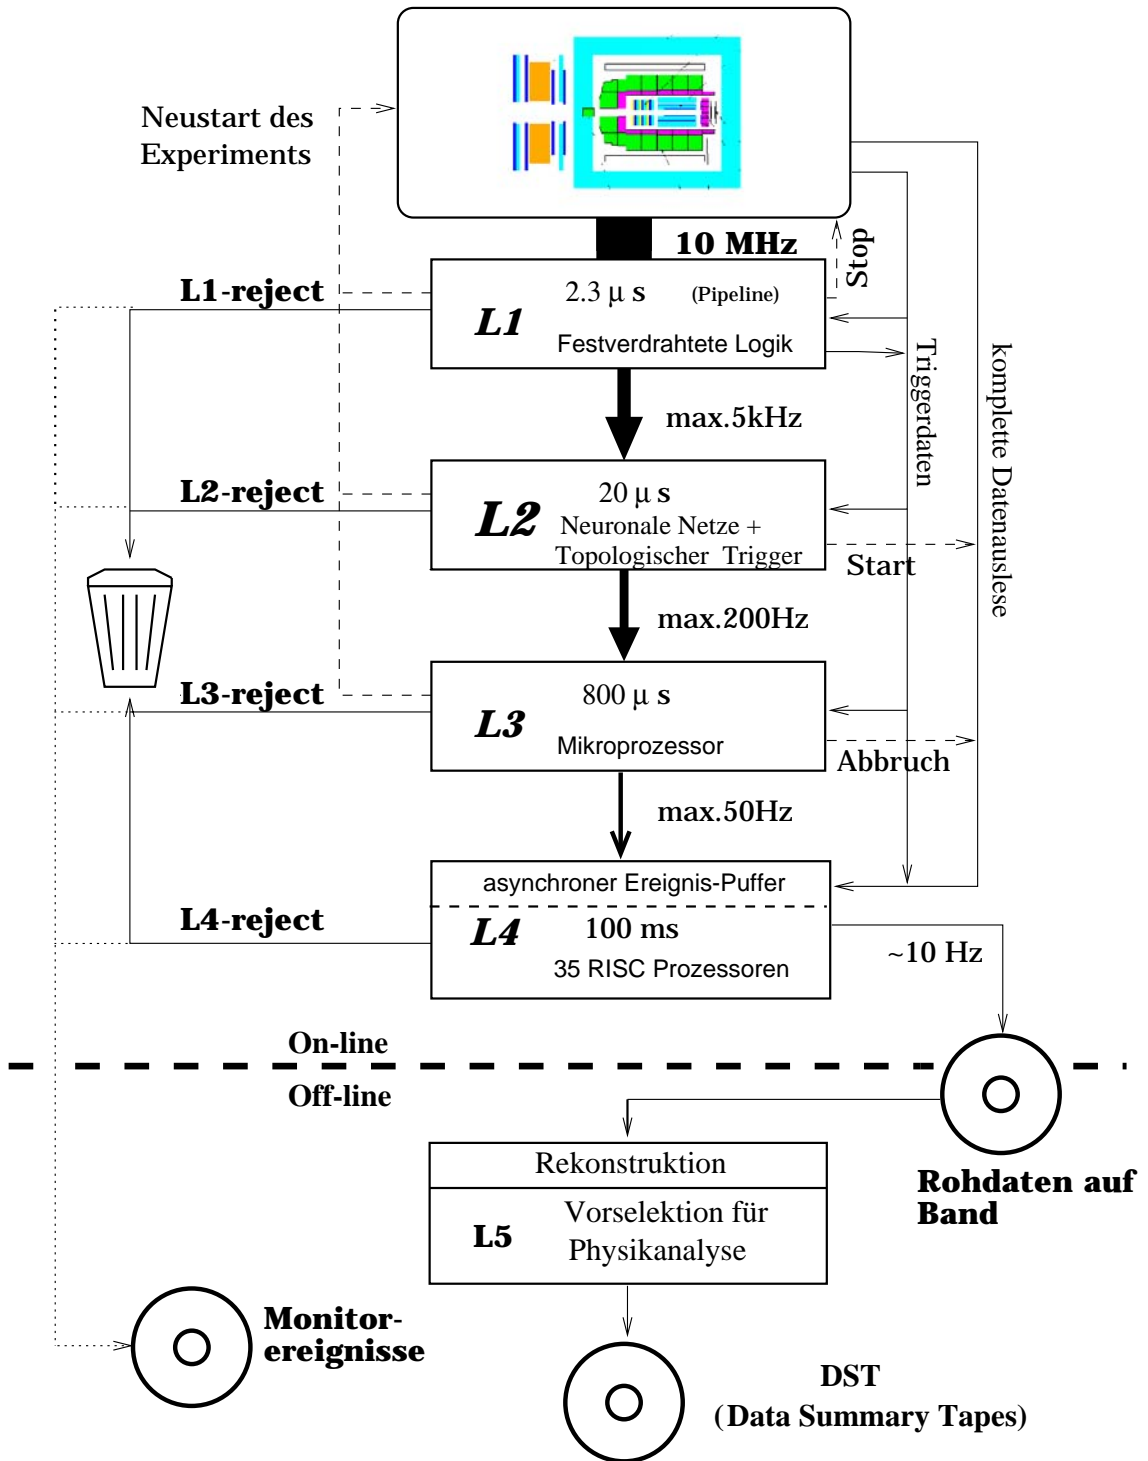 Neustart des
Experiments
10 MHz
Stop
L1-reject
2.3 μ s (Pipeline)
L1
Festverdrahtete Logik
Triggerdaten
komplette Datenauslese
max.5kHz
L2-reject
20 μ s
L2
Neuronale Netze +
Topologischer Trigger
Start
max.200Hz
L3-reject
800 μ s
L3
Mikroprozessor
Abbruch
max.50Hz
asynchroner Ereignis-Puffer
L4-reject
L4
100 ms
35 RISC Prozessoren
~10 Hz
On-line
Off-line
Rekonstruktion
Rohdaten auf
Band
L5
Vorselektion für
Physikanalyse
Monitor-
ereignisse
DST
(Data Summary Tapes)